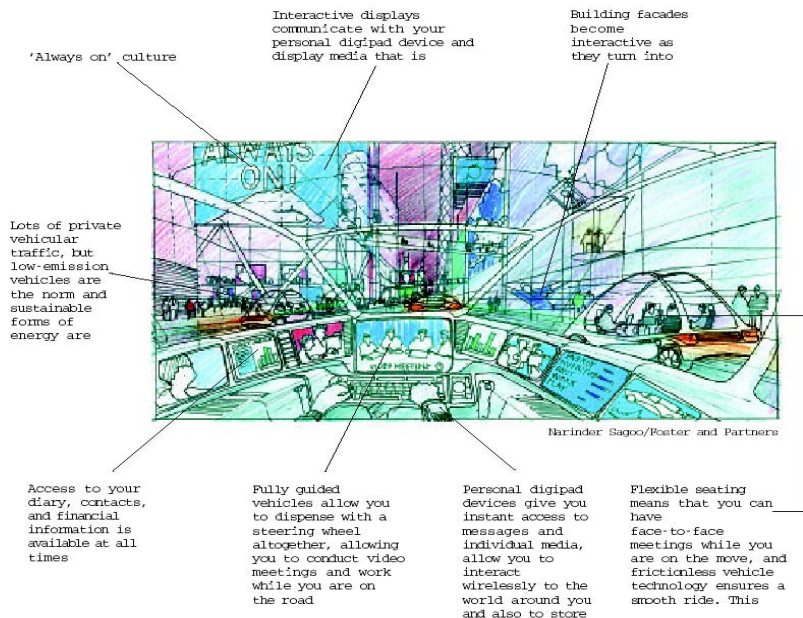 'Always on' culture
Interactive displays
communicate with your
personal digipad device and
display media that is
Building facades
become
interactive as
they turn into
ALWAYS
ON!
Lots of private
vehicular
traffic, but
low-emission
vehicles are
the norm and
sustainable
forms of
energy are
Narinder Sagoo/Foster and Partners
Access to your
diary, contacts,
and financial
information is
available at all
times
Fully guided
vehicles allow you
to dispense with a
steering wheel
altogether, allowing
you to conduct video
meetings and work
while you are on
the road
Personal digipad
devices give you
instant access to
messages and
individual media,
allow you to
interact
wirelessly to the
world around you
and also to store
Flexible seating
means that you can
have
face-to-face
meetings while you
are on the move, and
frictionless vehicle
technology ensures a
smooth ride. This